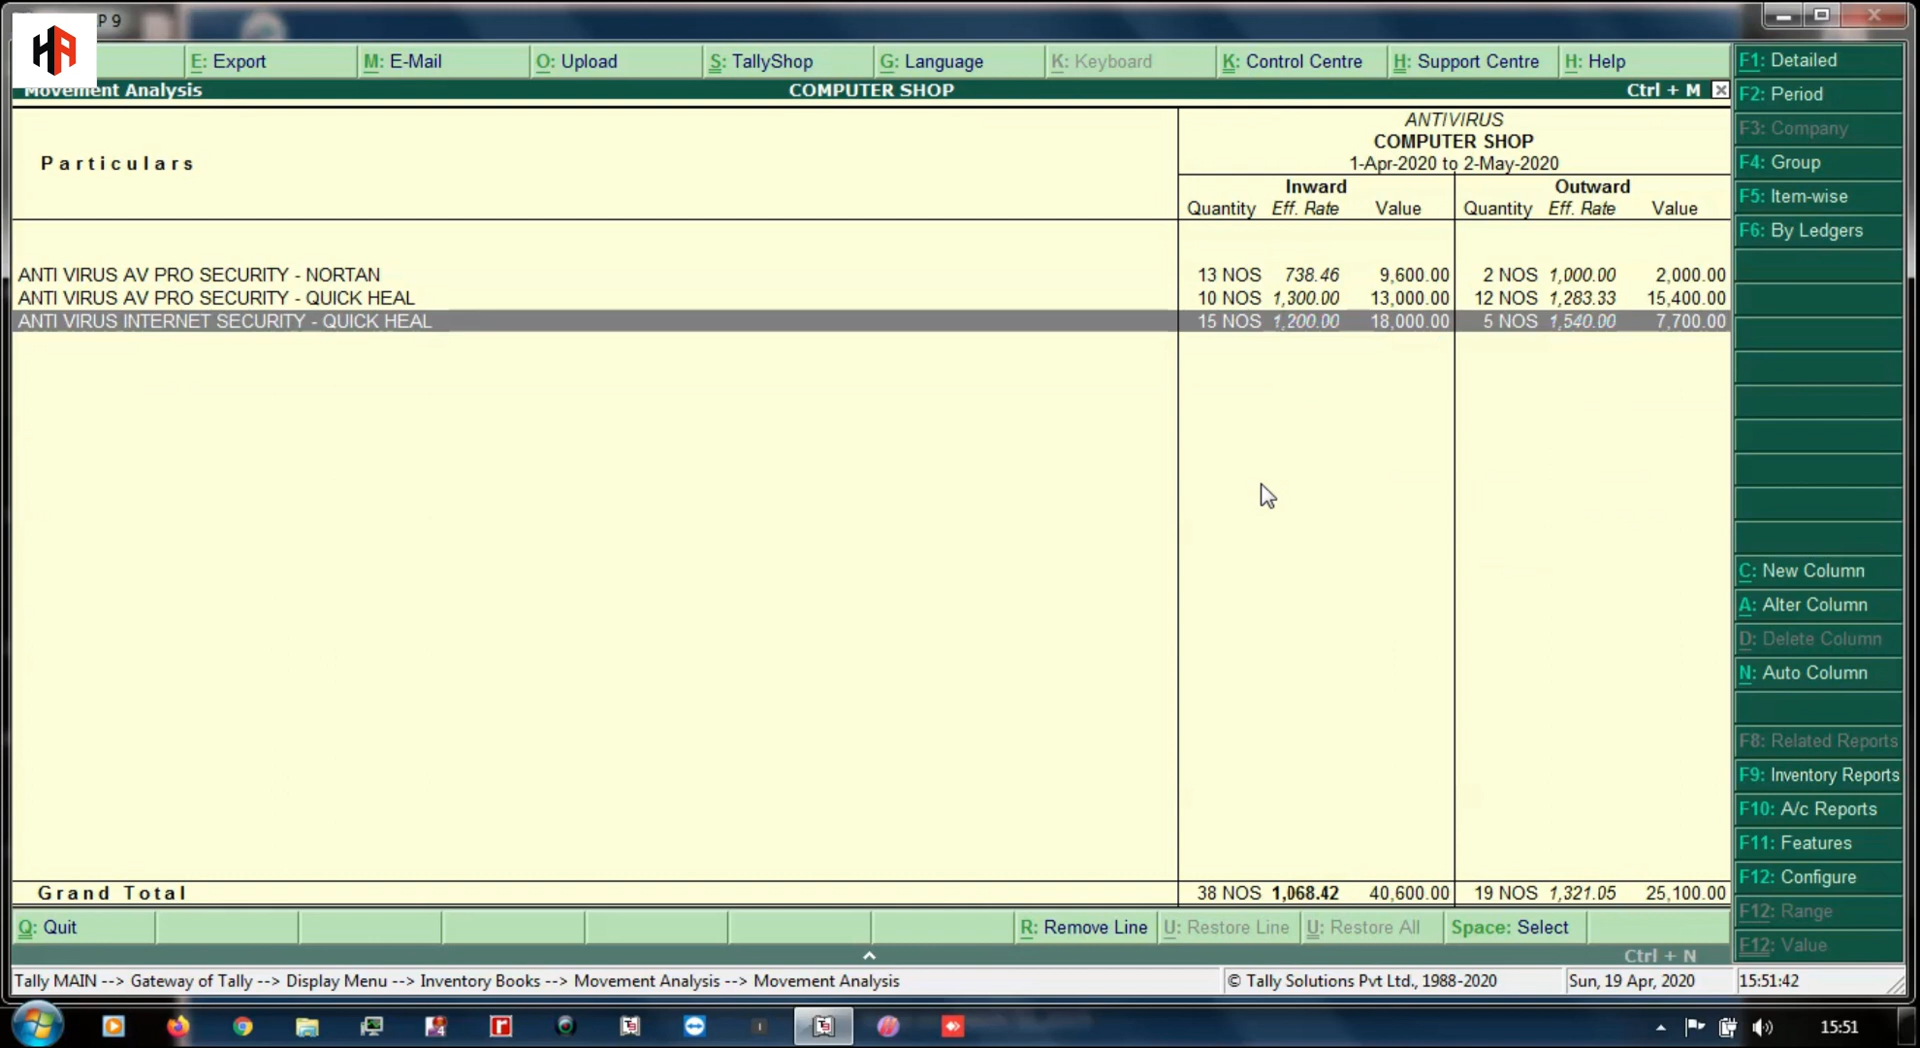 HA P 9
E: Export M: E-Mail O: Upload S: TallyShop G: Language K: Keyboard K: Control Centre H: Support Centre H: Help
Movement Analysis COMPUTER SHOP Ctrl + M
Particulars
ANTIVIRUS
COMPUTER SHOP
1-Apr-2020 to 2-May-2020
Inward Outward
Quantity Eff. Rate Value Quantity Eff. Rate Value
ANTI VIRUS AV PRO SECURITY - NORTAN 13 NOS 738.46 9,600.00 2 NOS 1,000.00 2,000.00
ANTI VIRUS AV PRO SECURITY - QUICK HEAL 10 NOS 1,300.00 13,000.00 12 NOS 1,283.33 15,400.00
ANTI VIRUS INTERNET SECURITY - QUICK HEAL 15 NOS 1,200.00 18,000.00 5 NOS 1,540.00 7,700.00
Grand Total 38 NOS 1,068.42 40,600.00 19 NOS 1,321.05 25,100.00
Q: Quit R: Remove Line U: Restore Line U: Restore All Space: Select
Ctrl + N
F1: Detailed
F2: Period
F3: Company
F4: Group
F5: Item-wise
F6: By Ledgers
C: New Column
A: Alter Column
D: Delete Column
N: Auto Column
F8: Related Reports
F9: Inventory Reports
F10: A/c Reports
F11: Features
F12: Configure
F12: Range
F12: Value
Tally MAIN --> Gateway of Tally --> Display Menu --> Inventory Books --> Movement Analysis --> Movement Analysis © Tally Solutions Pvt Ltd., 1988-2020 Sun, 19 Apr, 2020 15:51:42
15:51